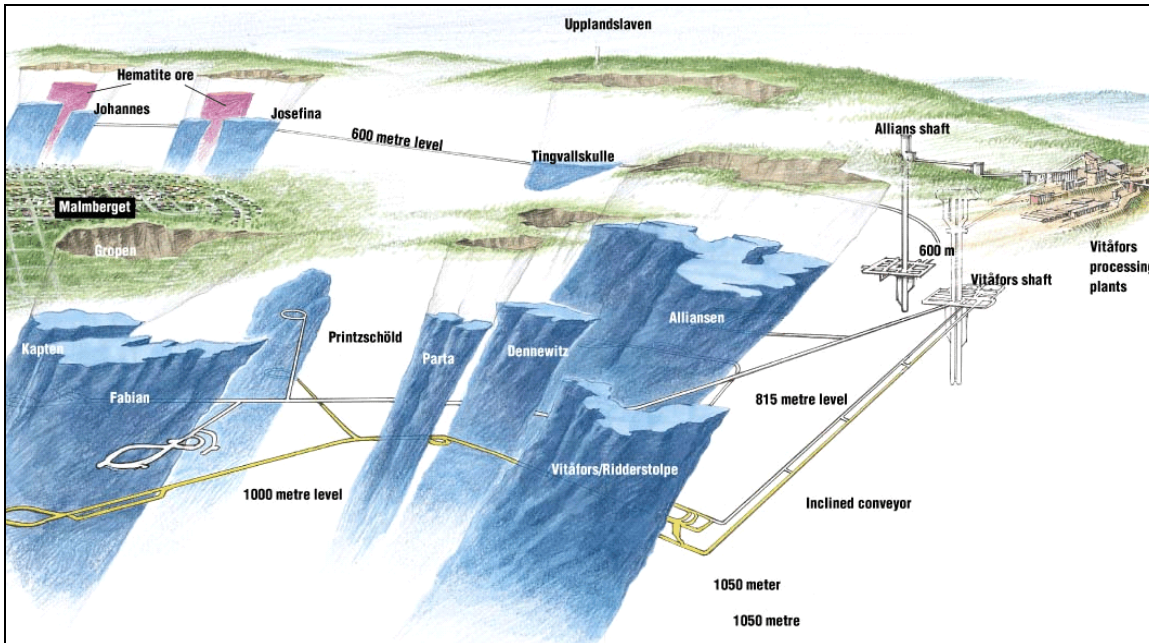 Upplandslaven
Hematite ore
Johannes
Josefina
600 metre level
Allians shaft
Tingvallskulle
Malmberget
Gropen
600 m
Vitåfors
processing
plants
Vitåfors shaft
Kapten
Printzschöld
Parta
Dennewitz
Alliansen
Fabian
815 metre level
Vitåfors/Ridderstolpe
1000 metre level
Inclined conveyor
1050 meter
1050 metre